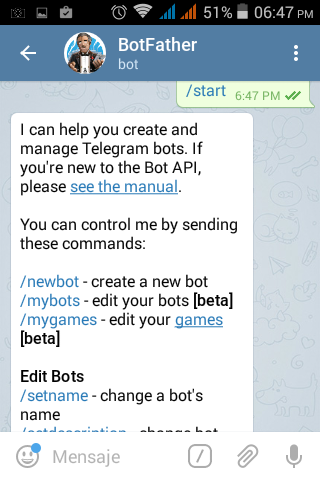 51% 06:47 PM
BotFather
bot
/start 6:47 PM
I can help you create and
manage Telegram bots. If
you're new to the Bot API,
please see the manual.
You can control me by sending
these commands:
/newbot - create a new bot
/mybots - edit your bots [beta]
/mygames - edit your games
[beta]
Edit Bots
/setname - change a bot's
name
/setdescription - change bot
Mensaje